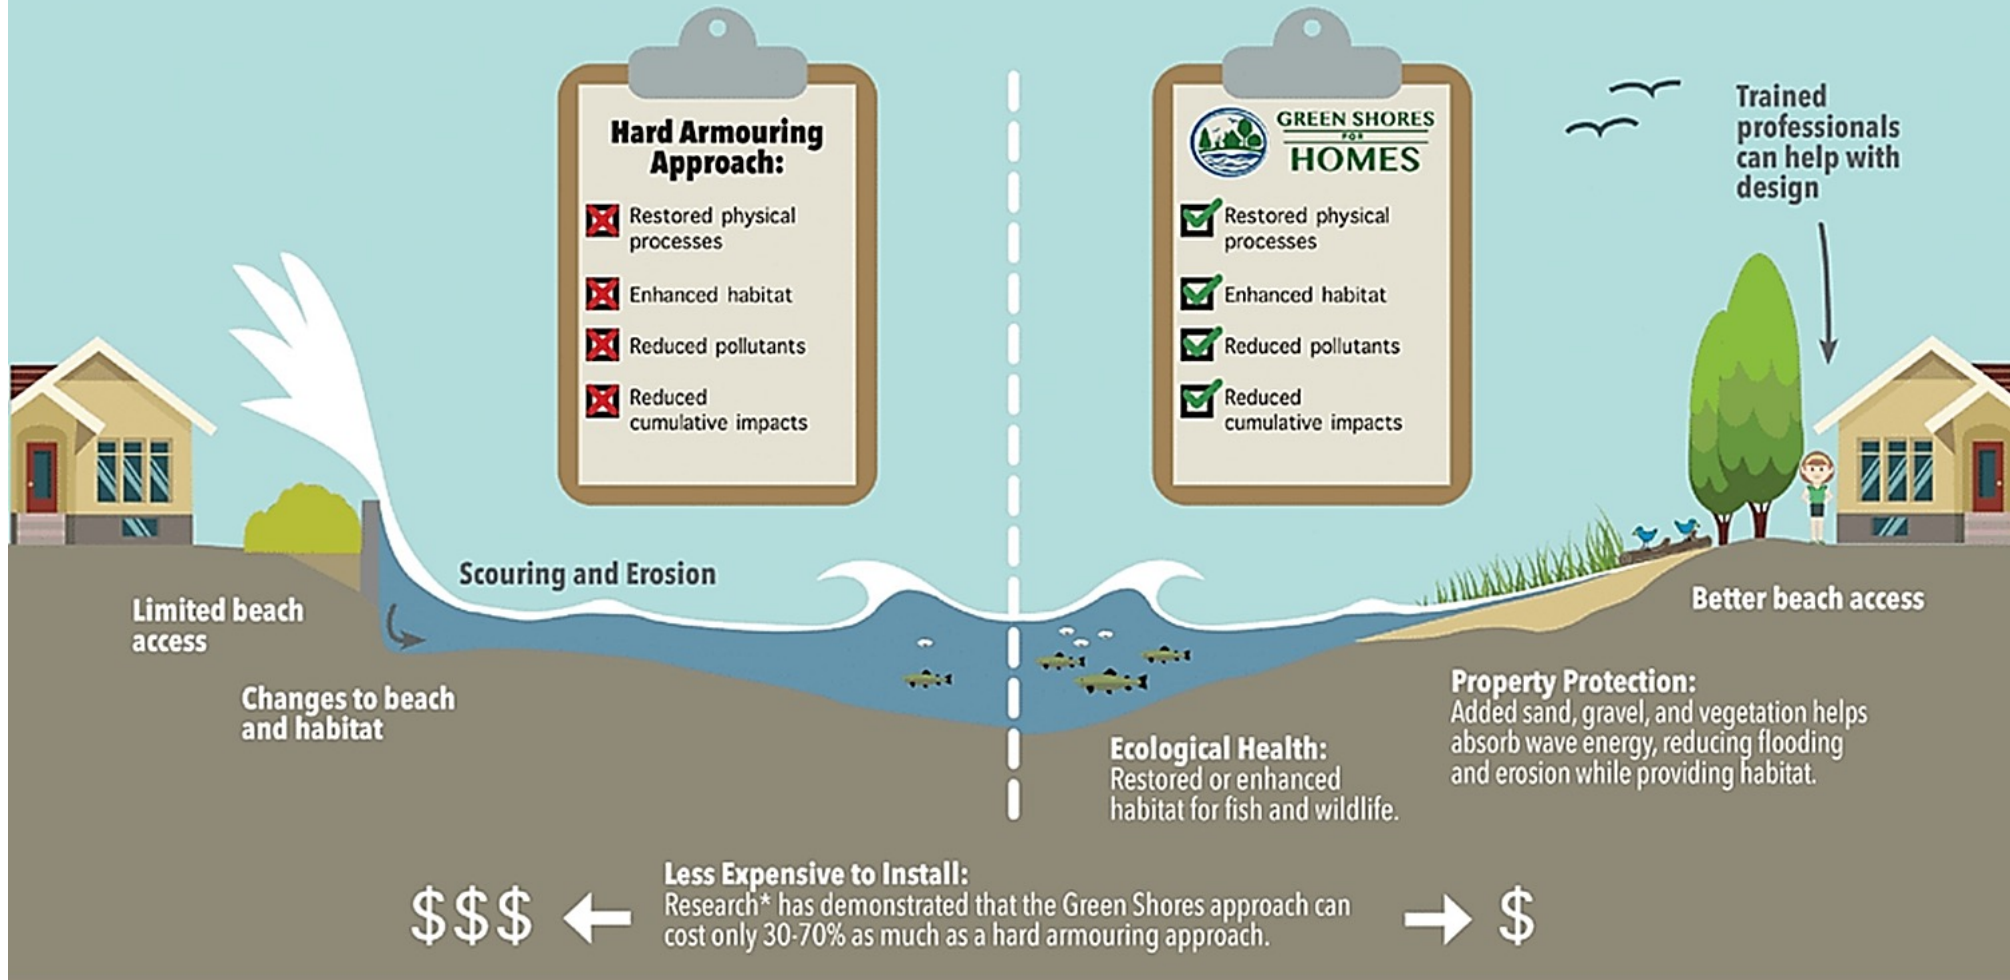 Hard Armouring
Approach:
Restored physical
processes
Enhanced habitat
Reduced pollutants
Reduced
cumulative impacts
GREEN SHORES
FOR
HOMES
Restored physical
processes
Enhanced habitat
Reduced pollutants
Reduced
cumulative impacts
Trained
professionals
can help with
design
Scouring and Erosion
Limited beach
access
Changes to beach
and habitat
Better beach access
Property Protection:
Added sand, gravel, and vegetation helps
absorb wave energy, reducing flooding
and erosion while providing habitat.
Ecological Health:
Restored or enhanced
habitat for fish and wildlife.
$$$
Less Expensive to Install:
Research* has demonstrated that the Green Shores approach can
cost only 30-70% as much as a hard armouring approach.
$